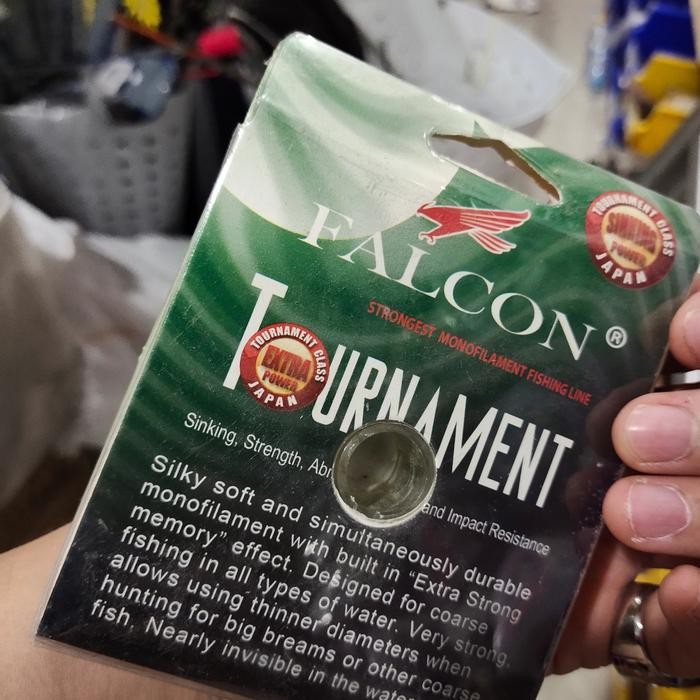 TOURNAMENT CLASS
SINKING
POWER
JAPAN
FALCON®
STRONGEST MONOFILAMENT FISHING LINE
TOURNAMENT
TOURNAMENT CLASS
EXTRA
POWER
JAPAN
Sinking, Strength, Abr and Impact Resistance
Silky soft and simultaneously durable
monofilament with built in "Extra Strong
memory" effect. Designed for coarse
fishing in all types of water. Very strong,
allows using thinner diameters when
hunting for big breams or other coarse
fish. Nearly invisible in the water